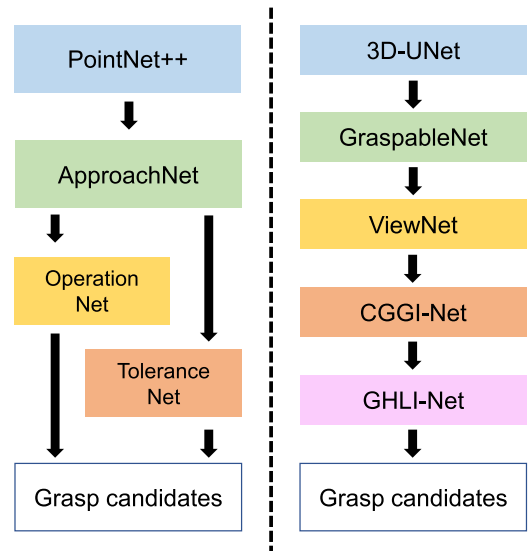 PointNet++
ApproachNet
Operation
Net
Tolerance
Net
Grasp candidates
3D-UNet
GraspableNet
ViewNet
CGGI-Net
GHLI-Net
Grasp candidates